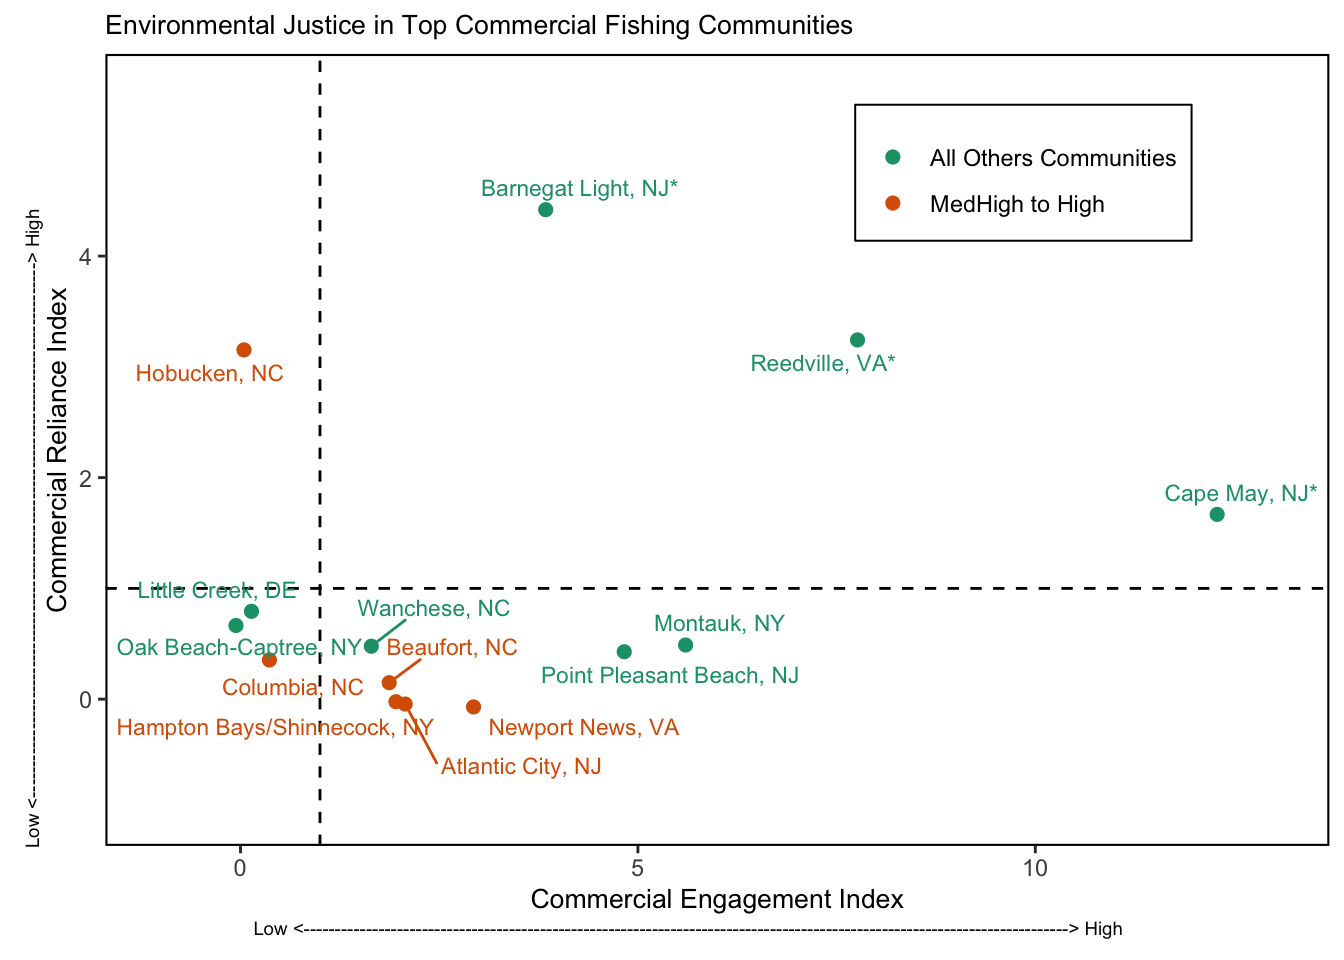 Environmental Justice in Top Commercial Fishing Communities
All Others Communities
MedHigh to High
Barnegat Light, NJ*
Reedville, VA*
Hobucken, NC
Cape May, NJ*
Little Creek, DE
Wanchese, NC
Montauk, NY
Oak Beach-Captree, NY
Beaufort, NC
Point Pleasant Beach, NJ
Columbia, NC
Hampton Bays/Shinnecock, NY
Newport News, VA
Atlantic City, NJ
4
2
0
Commercial Reliance Index
Low <---------------------------------------------------------------------------------------> High
0
5
10
Commercial Engagement Index
Low <--------------------------------------------------------------------------------------------------------------------------> High